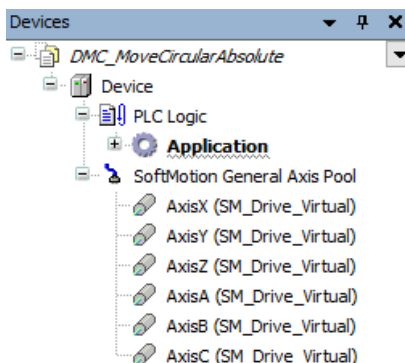 Devices
DMC_MoveCircularAbsolute
Device
PLC Logic
Application
SoftMotion General Axis Pool
AxisX (SM_Drive_Virtual)
AxisY (SM_Drive_Virtual)
AxisZ (SM_Drive_Virtual)
AxisA (SM_Drive_Virtual)
AxisB (SM_Drive_Virtual)
AxisC (SM_Drive_Virtual)